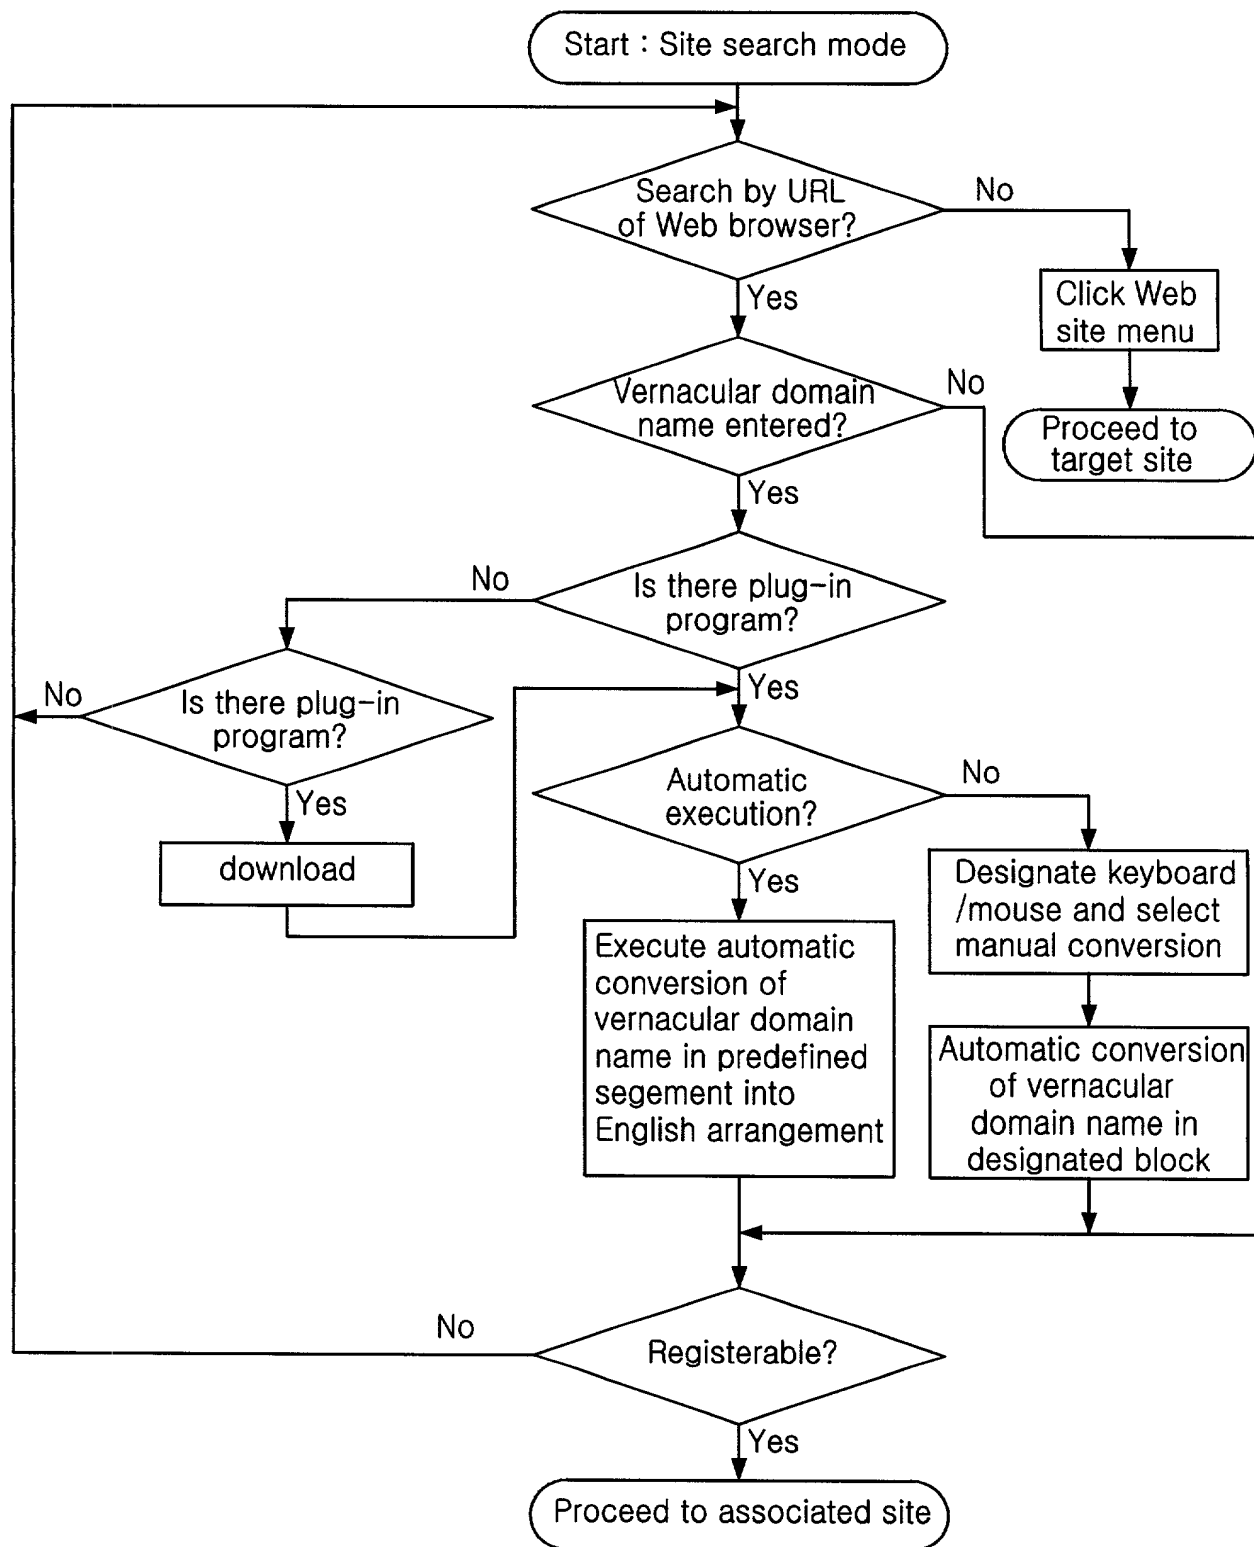 Start : Site search mode
Search by URL
of Web browser?
No
Yes
Click Web
site menu
Vernacular domain
name entered?
No
Proceed to
target site
Yes
No
Is there plug-in
program?
No
Is there plug-in
program?
Yes
Yes
Automatic
execution?
No
download
Yes
Designate keyboard
/mouse and select
manual conversion
Execute automatic
conversion of
vernacular domain
name in predefined
segement into
English arrangement
Automatic conversion
of vernacular
domain name in
designated block
No
Registerable?
Yes
Proceed to associated site